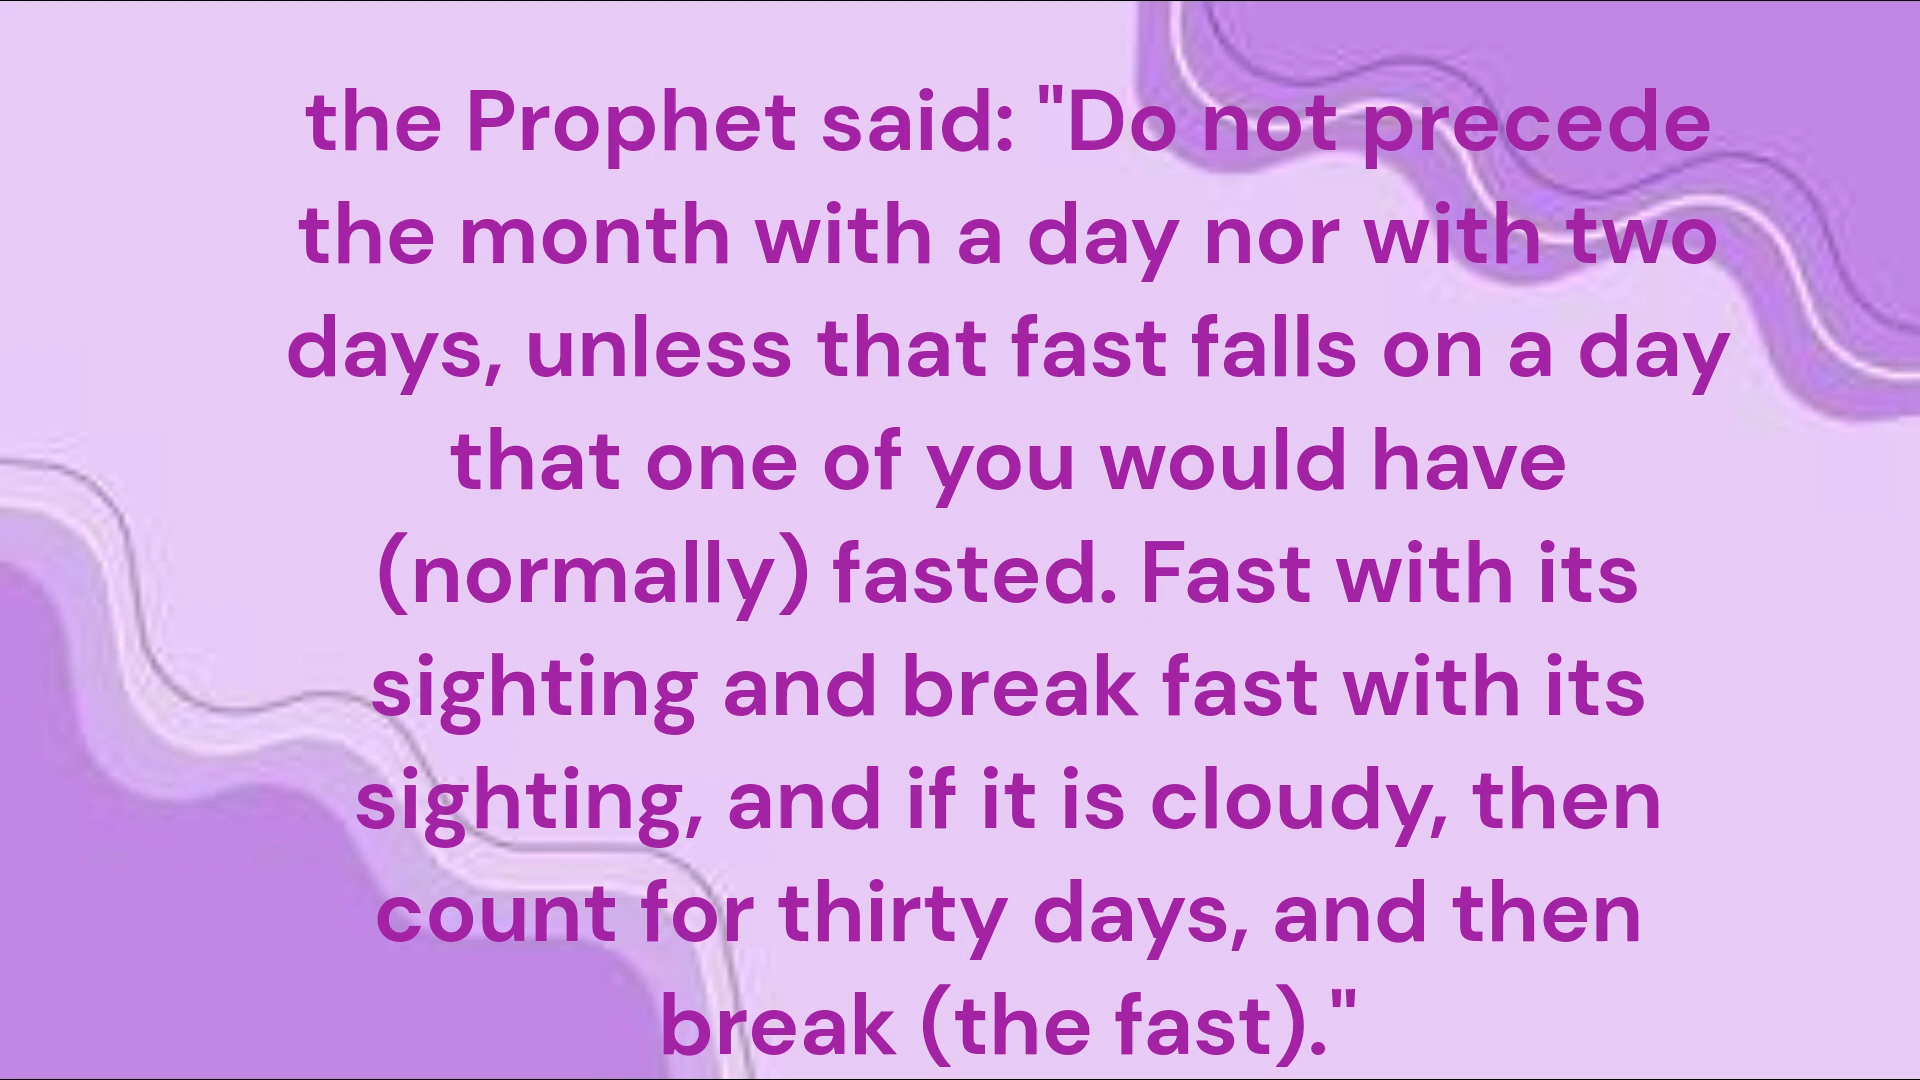 the Prophet said: "Do not precede
the month with a day nor with two
days, unless that fast falls on a day
that one of you would have
(normally) fasted. Fast with its
sighting and break fast with its
sighting, and if it is cloudy, then
count for thirty days, and then
break (the fast)."